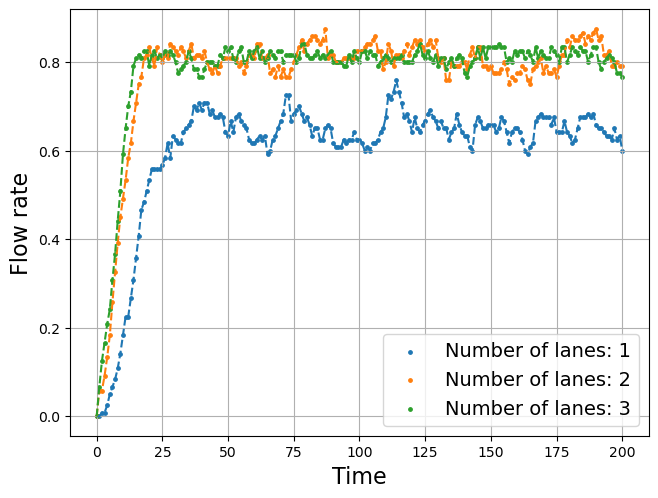 Flow rate
0.8
0.6
0.4
0.2
0.0
0 25 50 75 100 125 150 175 200
Time
Number of lanes: 1
Number of lanes: 2
Number of lanes: 3